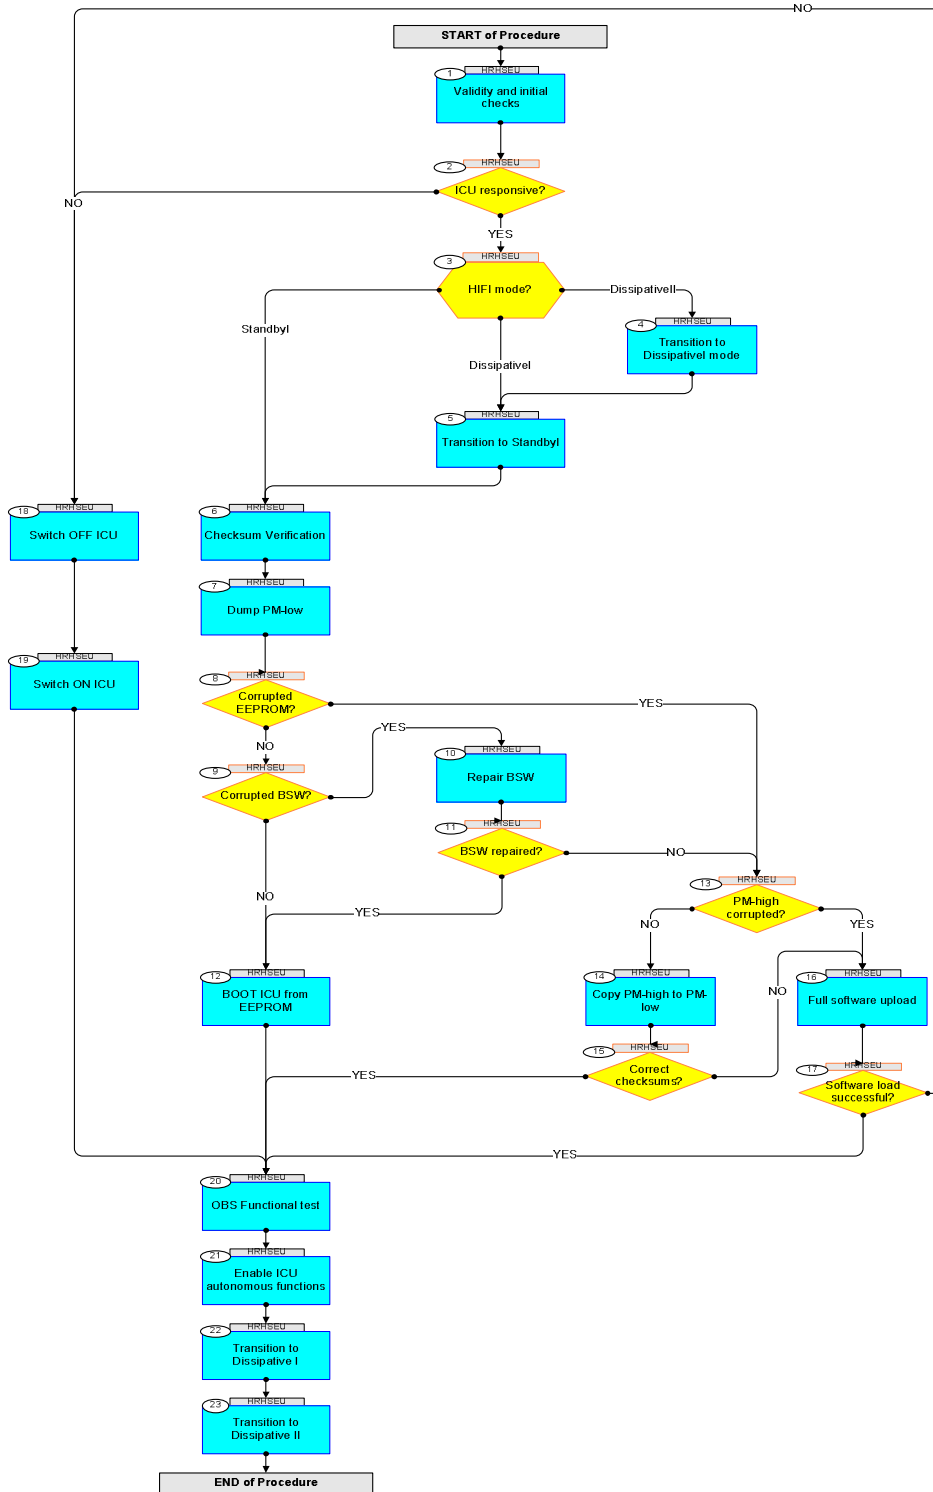 NO
START of Procedure
HRHSEU
1
Validity and initial
checks
HRHSEU
2
ICU responsive?
NO
YES
HRHSEU
3
HIFI mode?
DissipativeII
StandbyI
DissipativeI
HRHSEU
4
Transition to
DissipativeI mode
HRHSEU
5
Transition to StandbyI
HRHSEU
18
Switch OFF ICU
HRHSEU
6
Checksum Verification
HRHSEU
7
Dump PM-low
HRHSEU
19
Switch ON ICU
HRHSEU
8
Corrupted
EEPROM?
YES
NO
HRHSEU
9
Corrupted BSW?
YES
HRHSEU
10
Repair BSW
HRHSEU
11
BSW repaired?
NO
HRHSEU
13
PM-high
corrupted?
NO
YES
NO
YES
HRHSEU
12
BOOT ICU from
EEPROM
HRHSEU
14
Copy PM-high to PM-
low
NO
HRHSEU
16
Full software upload
HRHSEU
15
Correct
checksums?
YES
HRHSEU
17
Software load
successful?
YES
HRHSEU
20
OBS Functional test
HRHSEU
21
Enable ICU
autonomous functions
HRHSEU
22
Transition to
Dissipative I
HRHSEU
23
Transition to
Dissipative II
END of Procedure